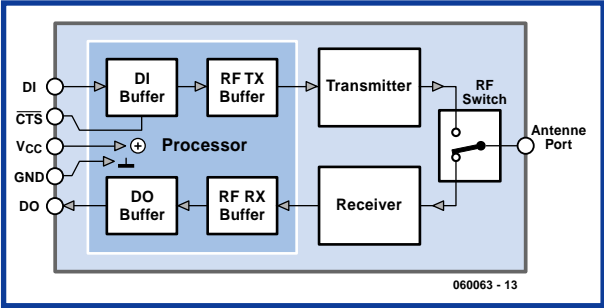 DI
CTS
VCC
GND
DO
DI
Buffer
RF TX
Buffer
Processor
DO
Buffer
RF RX
Buffer
Transmitter
Receiver
RF
Switch
Antenne
Port
060063 - 13